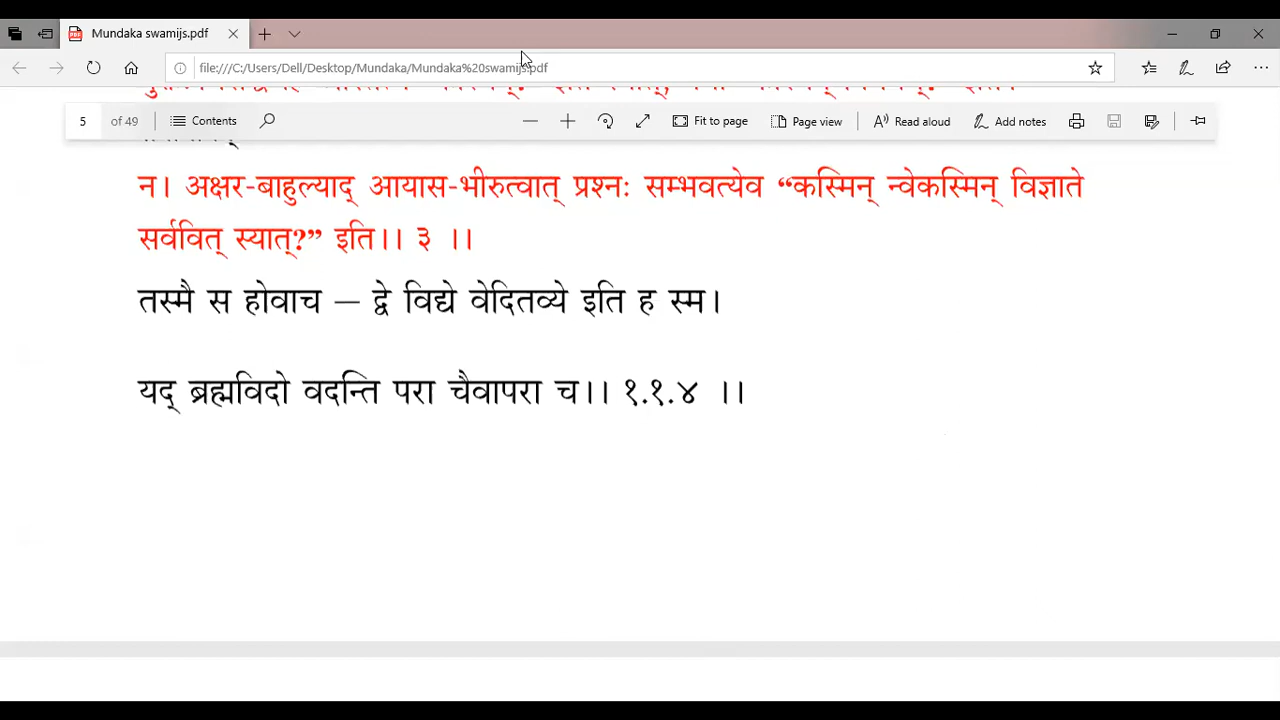 Mundaka swamijs.pdf
file:///C:/Users/Dell/Desktop/Mundaka/Mundaka%20swamijs.pdf
5 of 49 Contents Fit to page Page view Read aloud Add notes
न। अक्षर-बाहुल्याद् आयास-भीरुत्वात् प्रश्नः सम्भवत्येव “कस्मिन् न्वेकस्मिन् विज्ञाते
सर्ववित् स्यात्?” इति।। ३ ।।
तस्मै स होवाच – द्वे विद्ये वेदितव्ये इति ह स्म।
यद् ब्रह्मविदो वदन्ति परा चैवापरा च।। १.१.४ ।।